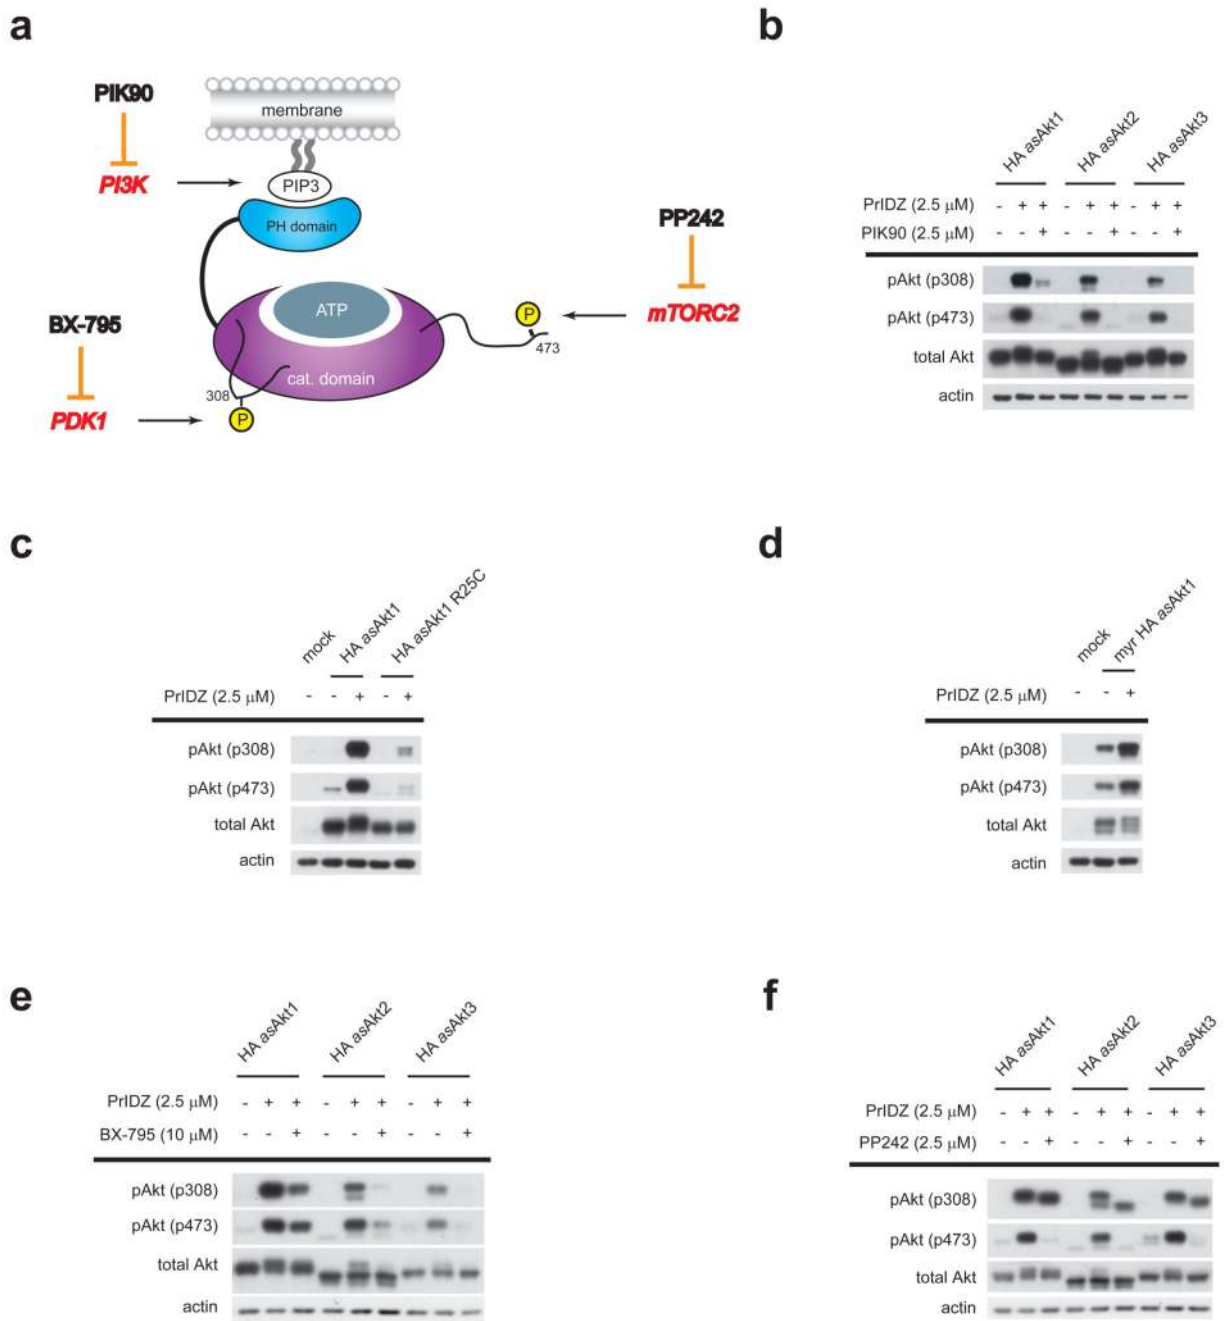 a
PIK90
PI3K
membrane
PIP3
PH domain
PP242
mTORC2
ATP
BX-795
PDK1
cat. domain
308
P
P
473
b
HA asAkt1
HA asAkt2
HA asAkt3
PrIDZ (2.5 μM) - + + - + + - + +
PIK90 (2.5 μM) - - + - - + - - +
pAkt (p308)
pAkt (p473)
total Akt
actin
c
mock
HA asAkt1
HA asAkt1 R25C
PrIDZ (2.5 μM) - - + - +
pAkt (p308)
pAkt (p473)
total Akt
actin
d
mock
myr HA asAkt1
PrIDZ (2.5 μM) - - +
pAkt (p308)
pAkt (p473)
total Akt
actin
e
HA asAkt1
HA asAkt2
HA asAkt3
PrIDZ (2.5 μM) - + + - + + - + +
BX-795 (10 μM) - - + - - + - - +
pAkt (p308)
pAkt (p473)
total Akt
actin
f
HA asAkt1
HA asAkt2
HA asAkt3
PrIDZ (2.5 μM) - + + - + + - + +
PP242 (2.5 μM) - - + - - + - - +
pAkt (p308)
pAkt (p473)
total Akt
actin